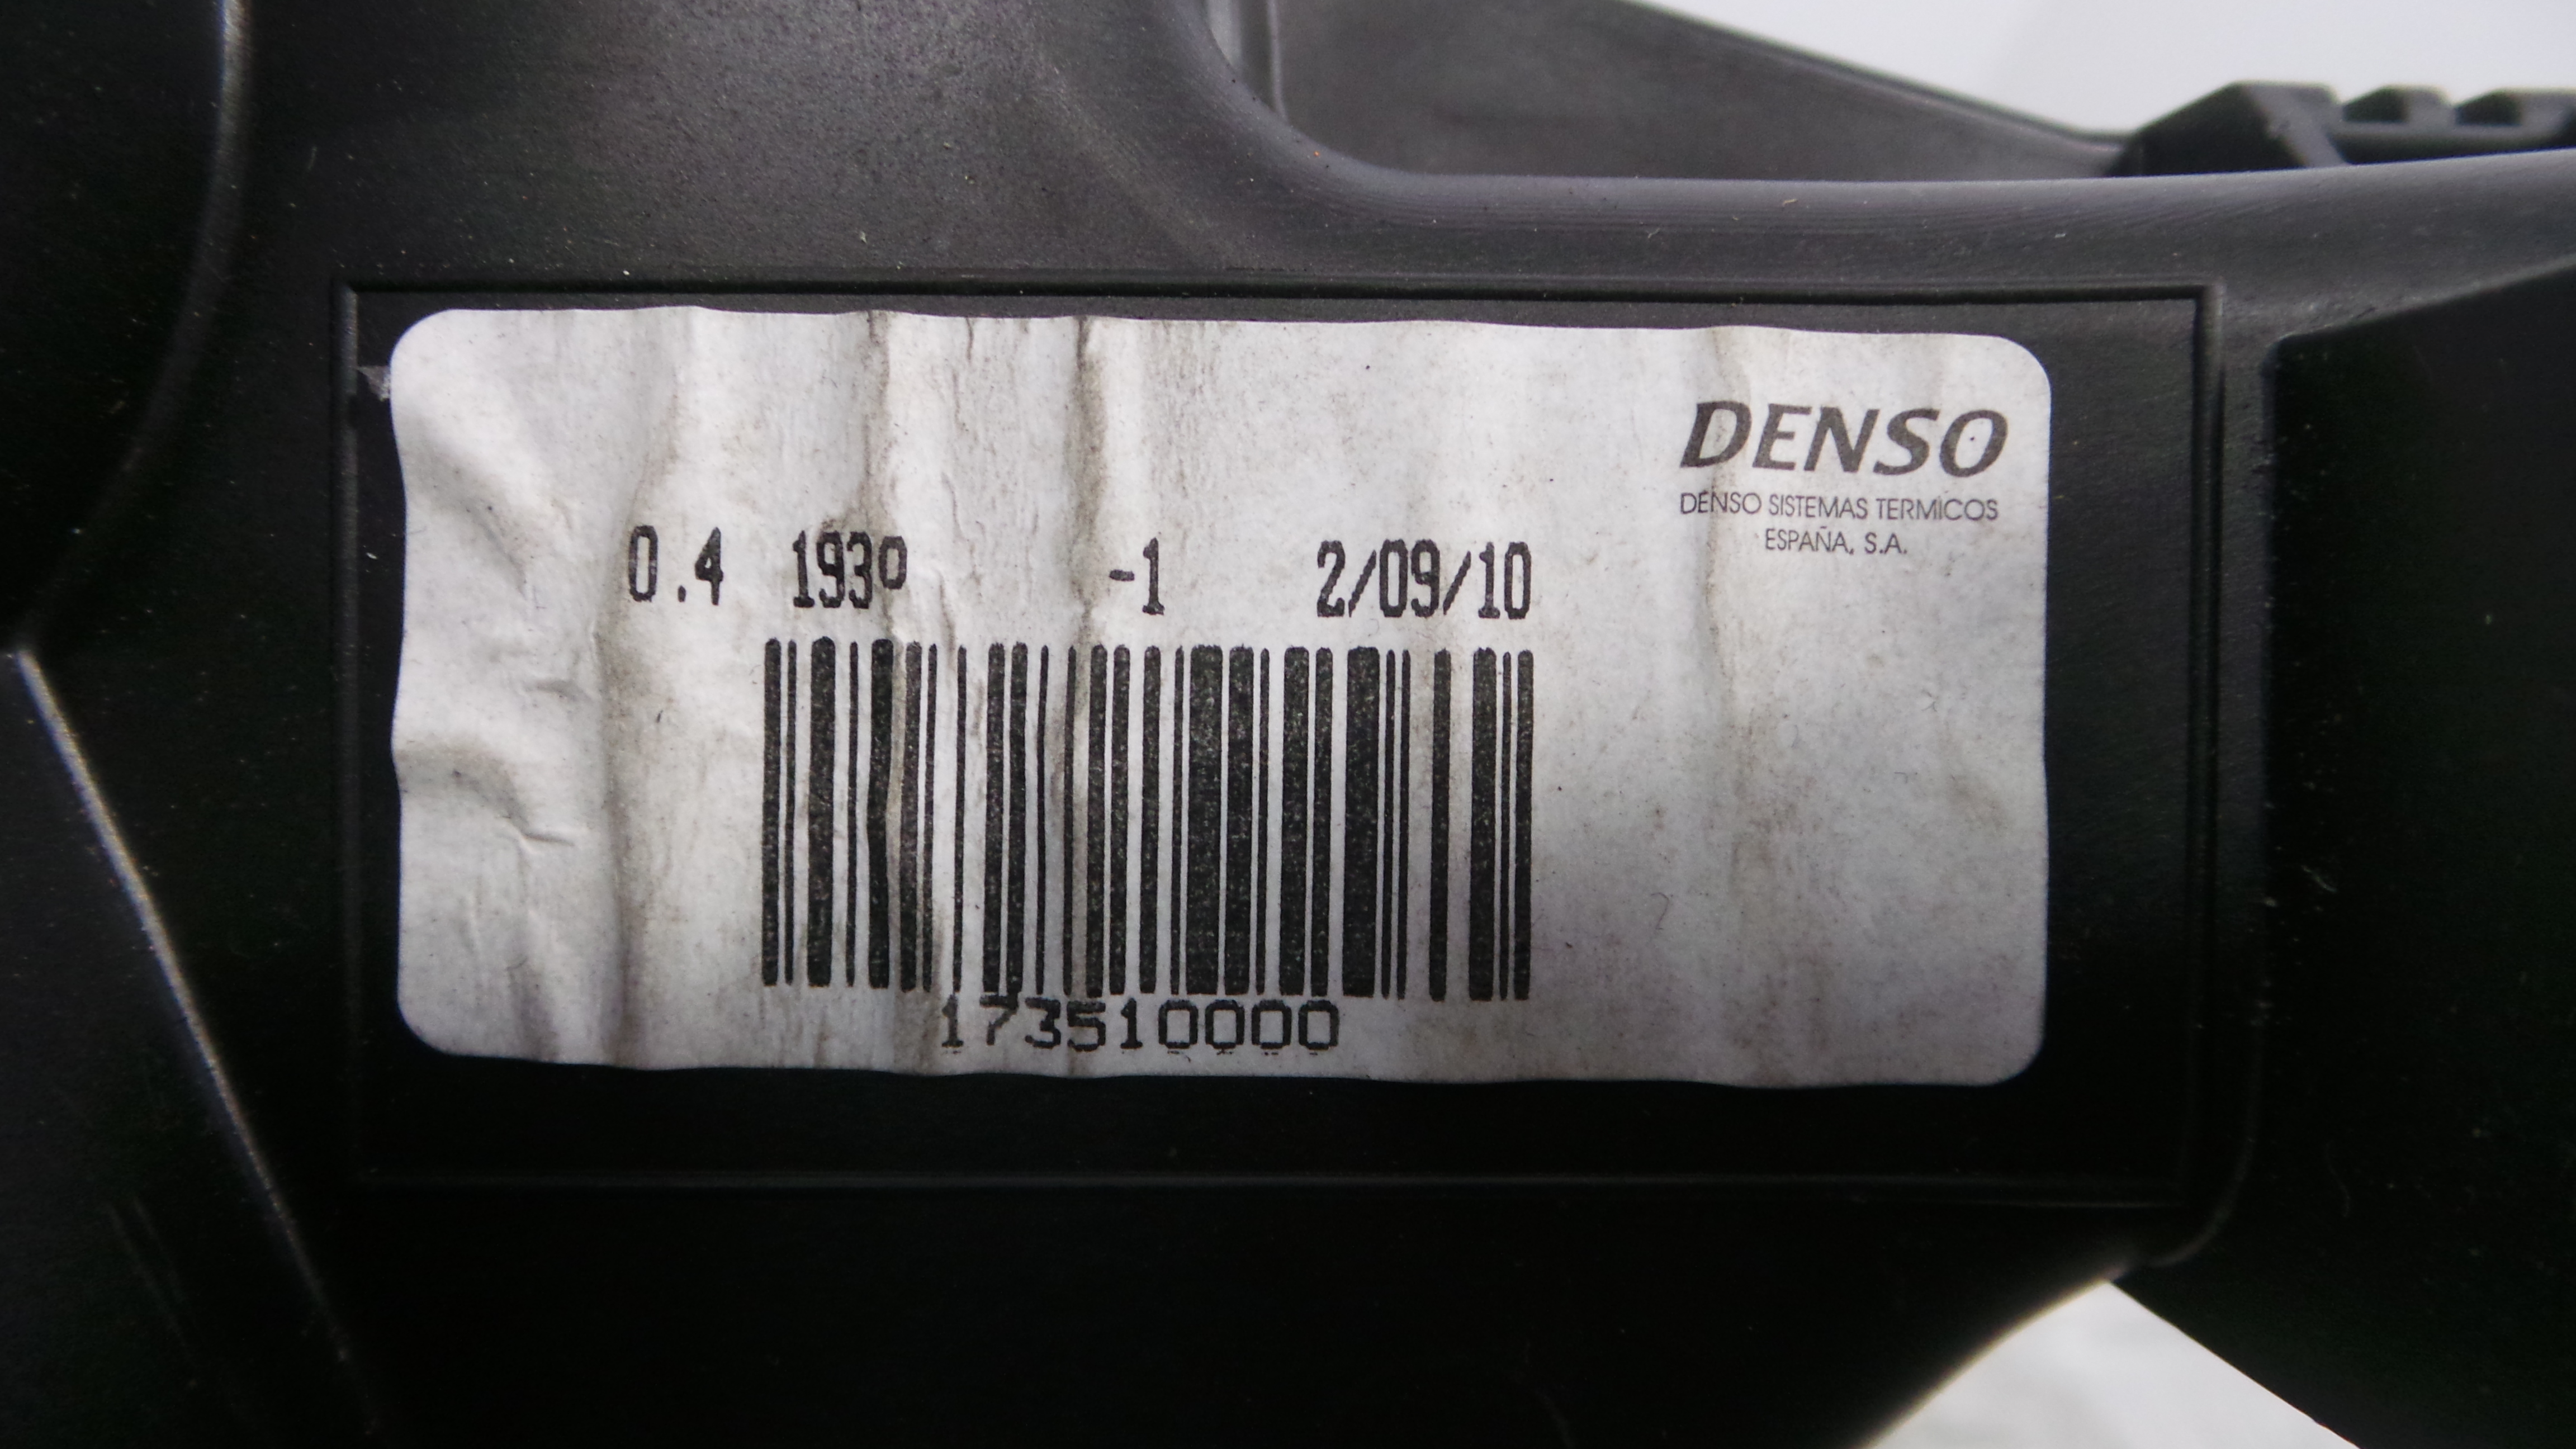 DENSO
DENSO SISTEMAS TERMICOS
ESPAÑA, S.A.
0.4 193º -1 2/09/10
173510000